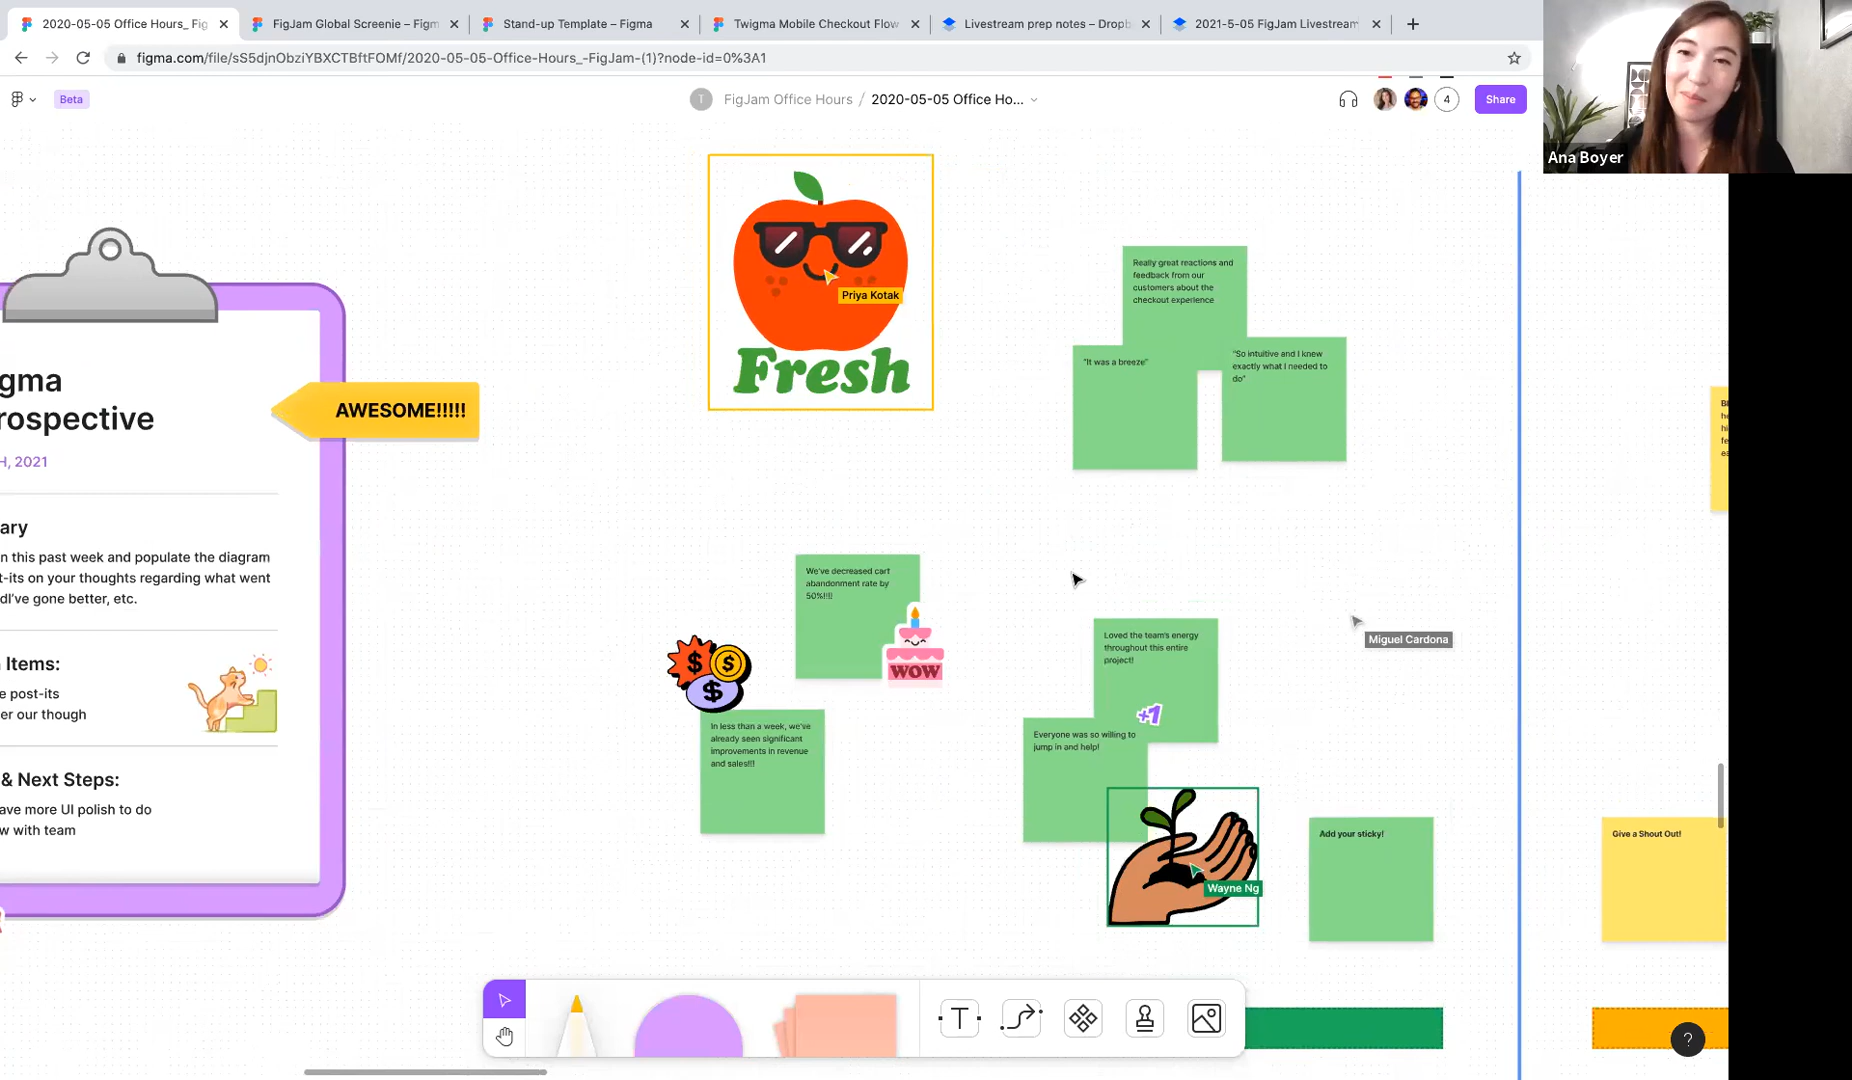 2020-05-05 Office Hours_ Fig
FigJam Global Screenie – Figm
Stand-up Template – Figma
Twigma Mobile Checkout Flow
Livestream prep notes – Dropb
2021-5-05 FigJam Livestream
figma.com/file/sS5djnObziYBXCTBftFOMf/2020-05-05-Office-Hours_-FigJam-(1)?node-id=0%3A1
Beta
T
FigJam Office Hours / 2020-05-05 Office Ho...
4
Share
Ana Boyer
Priya Kotak
Fresh
Really great reactions and
feedback from our
customers about the
checkout experience
"It was a breeze"
"So intuitive and I knew
exactly what I needed to
do"
igma
rospective
H, 2021
AWESOME!!!!!
ary
n this past week and populate the diagram
t-its on your thoughts regarding what went
dI've gone better, etc.
Items:
e post-its
er our though
& Next Steps:
ave more UI polish to do
w with team
We've decreased cart
abandonment rate by
50%!!!!
WOW
$
$
$
In less than a week, we've
already seen significant
improvements in revenue
and sales!!!
Loved the team's energy
throughout this entire
project!
+1
Everyone was so willing to
jump in and help!
Miguel Cardona
Wayne Ng
Add your sticky!
Give a Shout Out!
T
?